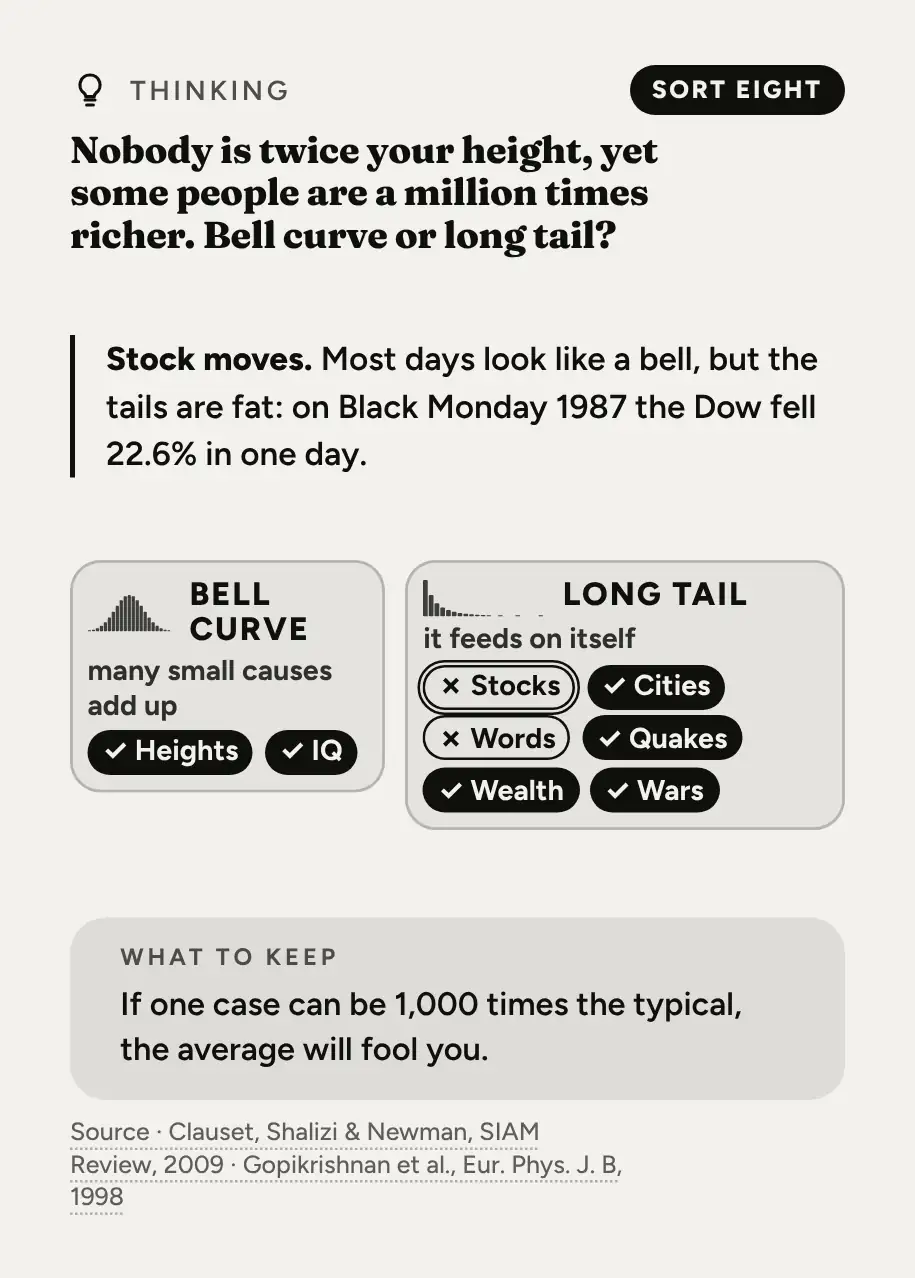 THINKING
SORT EIGHT
Nobody is twice your height, yet
some people are a million times
richer. Bell curve or long tail?
Stock moves. Most days look like a bell, but the
tails are fat: on Black Monday 1987 the Dow fell
22.6% in one day.
BELL
CURVE
many small causes
add up
✓ Heights ✓ IQ
LONG TAIL
it feeds on itself
× Stocks ✓ Cities
× Words ✓ Quakes
✓ Wealth ✓ Wars
WHAT TO KEEP
If one case can be 1,000 times the typical,
the average will fool you.
Source · Clauset, Shalizi & Newman, SIAM
Review, 2009 · Gopikrishnan et al., Eur. Phys. J. B,
1998